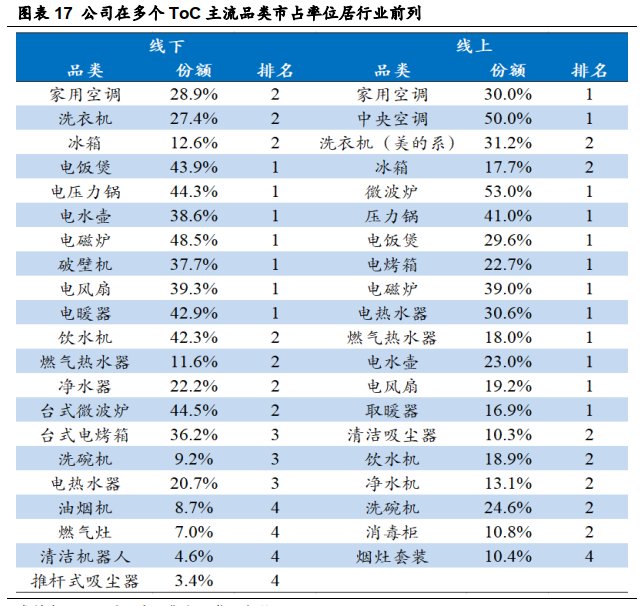 图表 17 公司在多个 ToC 主流品类市占率位居行业前列
线下 线上
品类 份额 排名 品类 份额 排名
家用空调 28.9% 2 家用空调 30.0% 1
洗衣机 27.4% 2 中央空调 50.0% 1
冰箱 12.6% 2 洗衣机（美的系） 31.2% 2
电饭煲 43.9% 1 冰箱 17.7% 2
电压力锅 44.3% 1 微波炉 53.0% 1
电水壶 38.6% 1 压力锅 41.0% 1
电磁炉 48.5% 1 电饭煲 29.6% 1
破壁机 37.7% 1 电烤箱 22.7% 1
电风扇 39.3% 1 电磁炉 39.0% 1
电暖器 42.9% 1 电热水器 30.6% 1
饮水机 42.3% 2 燃气热水器 18.0% 1
燃气热水器 11.6% 2 电水壶 23.0% 1
净水器 22.2% 2 电风扇 19.2% 1
台式微波炉 44.5% 2 取暖器 16.9% 1
台式电烤箱 36.2% 3 清洁吸尘器 10.3% 2
洗碗机 9.2% 3 饮水机 18.9% 2
电热水器 20.7% 3 净水机 13.1% 2
油烟机 8.7% 4 洗碗机 24.6% 2
燃气灶 7.0% 4 消毒柜 10.8% 2
清洁机器人 4.6% 4 烟灶套装 10.4% 4
推杆式吸尘器 3.4% 4